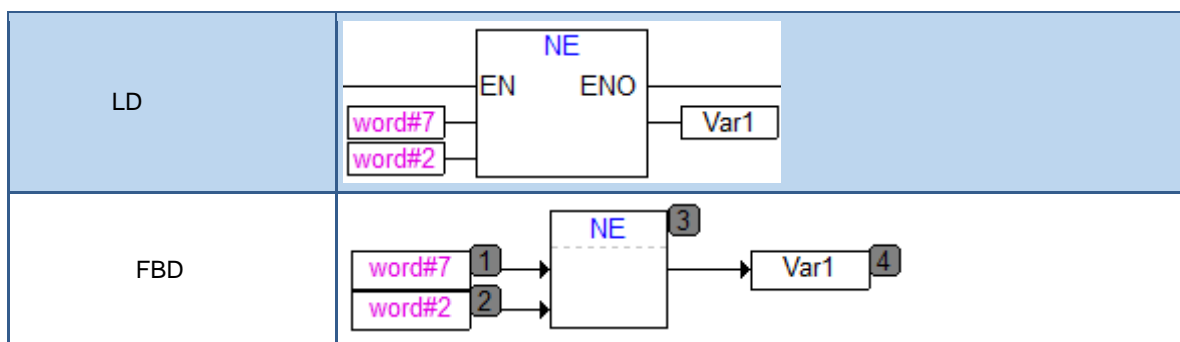 LD
NE
EN ENO
word#7
Var1
word#2
FBD
NE 3
word#7 1
Var1 4
word#2 2